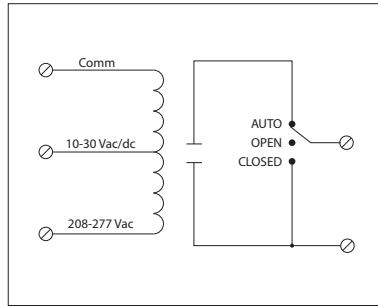 Comm
10-30 Vac/dc
208-277 Vac
AUTO
OPEN
CLOSED